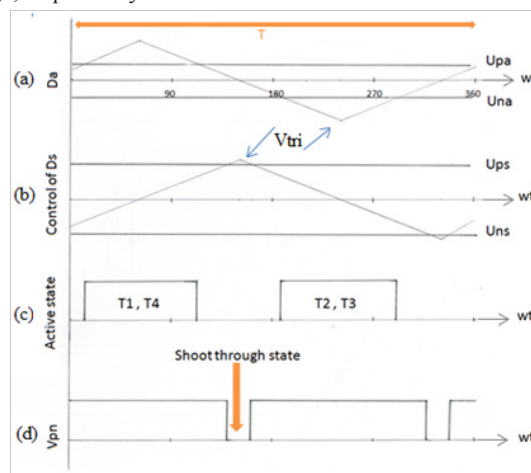 T
(a)
Da
Upa
wt
90
180
270
360
Una
Vtri
(b)
Control of Ds
Ups
wt
Uns
(c)
Active state
T1, T4
T2, T3
wt
Shoot through state
(d)
Vpn
wt